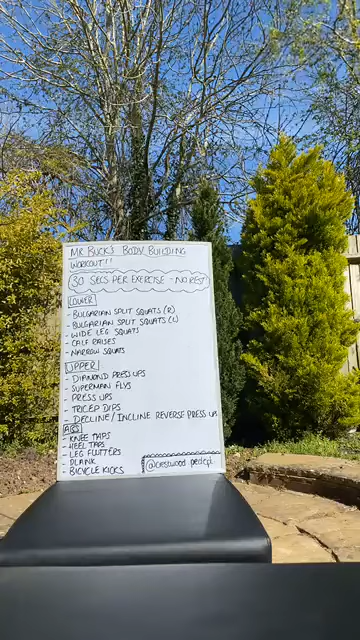 MR BUCK'S BODY BUILDING
WORKOUT!!
30 SECS PER EXERCISE - NO REST
LOWER
- BULGARIAN SPLIT SQUATS (R)
- BULGARIAN SPLIT SQUATS (L)
- WIDE LEG SQUATS
- CALF RAISES
- NARROW SQUATS
UPPER
- DIAMOND PRESS UPS
- SUPERMAN FLYS
- PRESS UPS
- TRICEP DIPS
- DECLINE/INCLINE REVERSE PRESS UPS
ABS
- KNEE TAPS
- HEEL TAPS
- LEG FLUTTERS
- PLANK
- BICYCLE KICKS